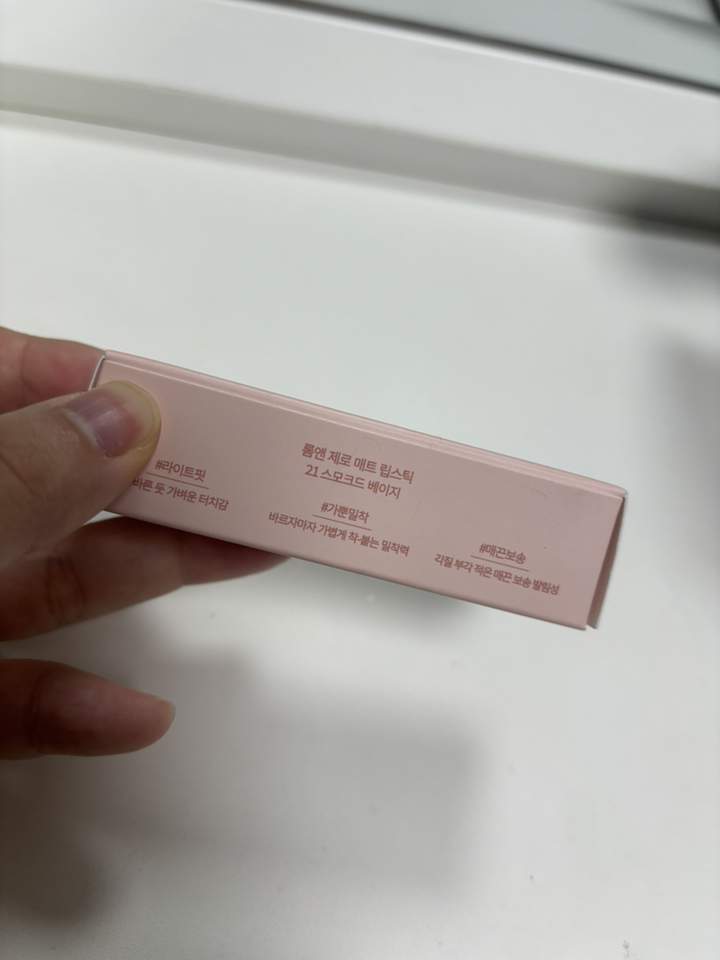 롬앤 제로 매트 립스틱
21 스모크드 베이지
#라이트핏
바른 듯 가벼운 터치감
#가뿐밀착
바르자마자 가볍게 착-붙는 밀착력
#매끈보송
각질 부각 적은 매끈 보송 발림성